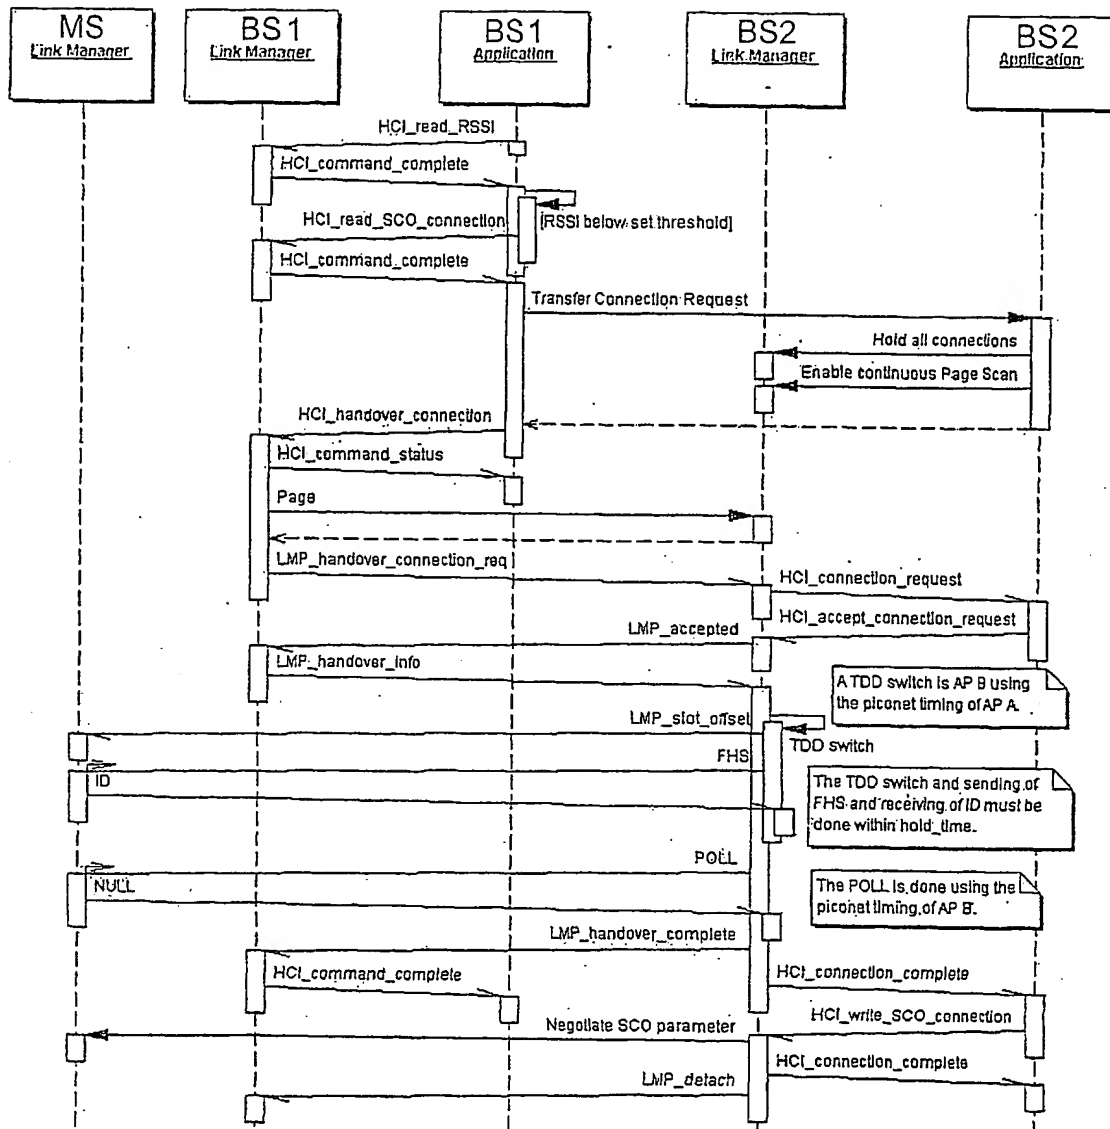 MS
Link Manager
BS1
Link Manager
BS1
Application
BS2
Link Manager
BS2
Application
HCI_read_RSSI
HCI_command_complete
HCI_read_SCO_connection
[RSSI below set threshold]
HCI_command_complete
Transfer Connection Request
Hold all connections
Enable continuous Page Scan
HCI_handover_connection
HCI_command_status
Page
LMP_handover_connection_req
HCI_connection_request
HCI_accept_connection_request
LMP_accepted
LMP_handover_info
A TDD switch is AP B using
the piconet timing of AP A.
LMP_slot_offset
TDD switch
FHS
ID
The TDD switch and sending of
FHS and receiving of ID must be
done within hold_time.
POLL
NULL
The POLL is done using the
piconet timing of AP B.
LMP_handover_complete
HCI_command_complete
HCI_connection_complete
HCI_write_SCO_connection
Negotiate SCO parameter
HCI_connection_complete
LMP_detach